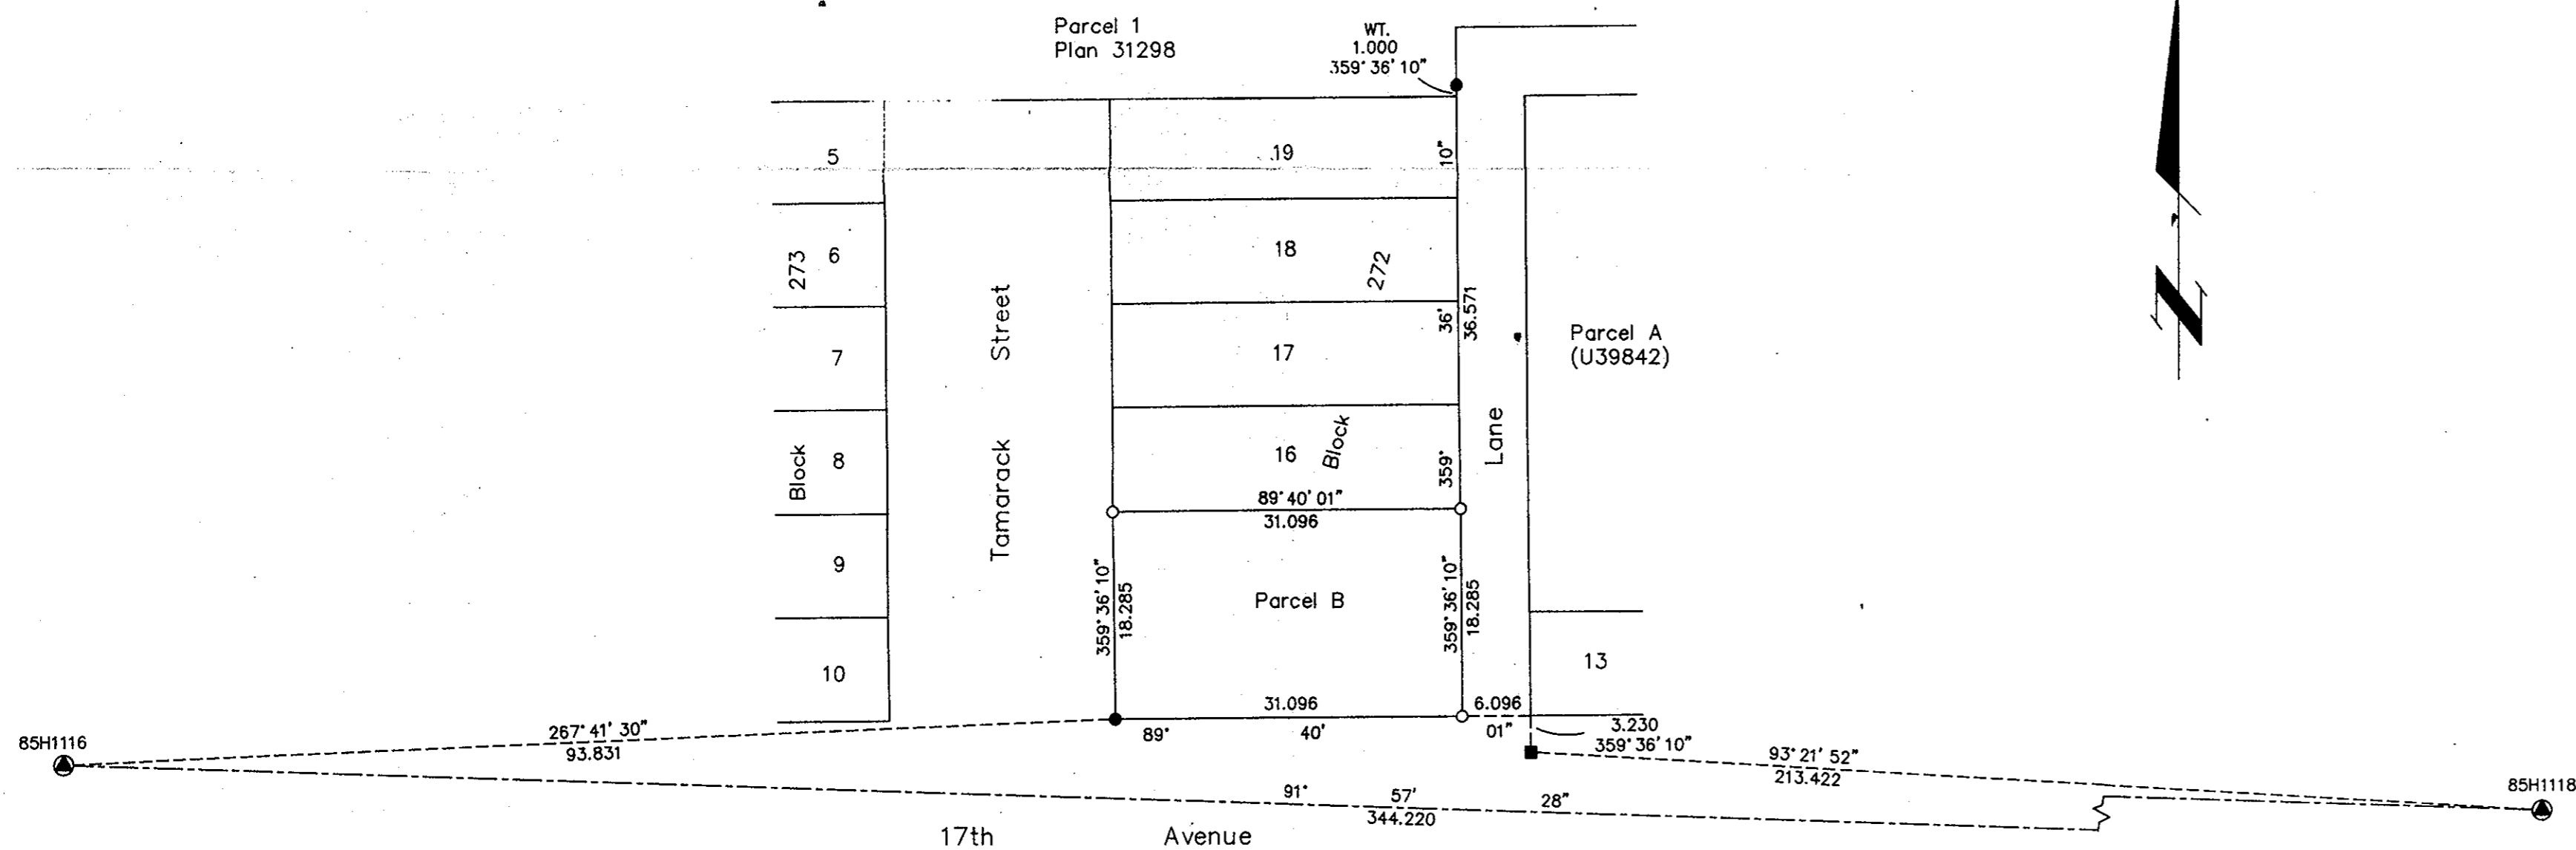 Parcel 1
Plan 31298
WT.
1.000
359° 36' 10"
5
19
10"
6
273
18
272
Street
36'
36.571
7
17
Parcel A
(U39842)
Block
8
Tamarack
16
Block
359°
Lane
89° 40' 01"
31.096
9
359° 36' 10"
18.285
Parcel B
359° 36' 10"
18.285
10
13
31.096
6.096
89°
40'
01"
3.230
359° 36' 10"
267° 41' 30"
93.831
85H1116
93° 21' 52"
213.422
85H1118
91°
57'
28"
344.220
17th Avenue
N